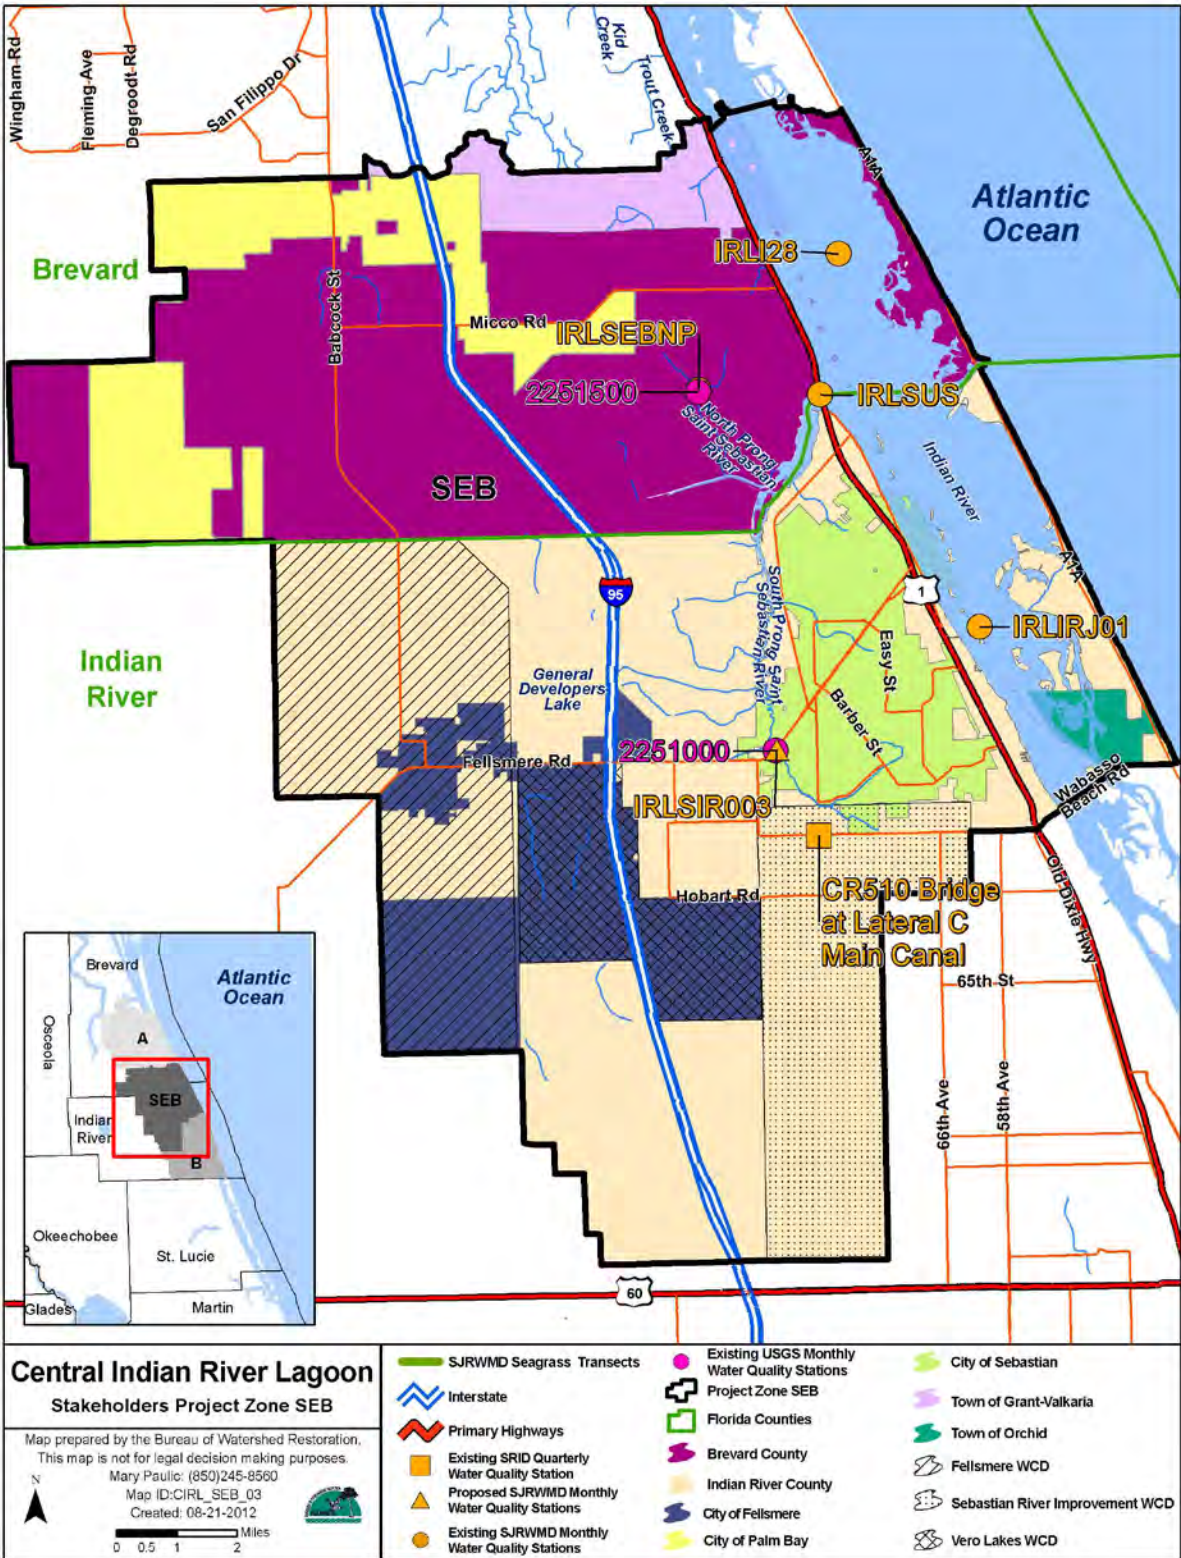 Wingham Rd
Fleming Ave
Degroodt Rd
San Filippo Dr
Kid
Creek
Trout Creek
A1A
Atlantic
Ocean
Brevard
Babcock St
IRLI28
Micco Rd
IRLSEBNP
2251500
IRLSUS
North Prong
Saint Sebastian
River
SEB
Indian River
A1A
95
1
South Prong Saint
Sebastian River
Easy St
IRLIRJ01
Indian
River
General
Developers
Lake
Barber St
2251000
Fellsmere Rd
Wabasso
Beach Rd
IRLSIR003
Hobart Rd
CR510 Bridge
at Lateral C
Main Canal
Old Dixie Hwy
65th St
66th Ave
58th Ave
60
Brevard
Atlantic
Ocean
Osceola
A
SEB
Indian
River
B
Okeechobee
St. Lucie
Glades
Martin
Central Indian River Lagoon
Stakeholders Project Zone SEB
Map prepared by the Bureau of Watershed Restoration.
This map is not for legal decision making purposes.
Mary Paulic: (850)245-8560
Map ID:CIRL_SEB_03
Created: 08-21-2012
N
Miles
0 0.5 1 2
SJRWMD Seagrass Transects
Interstate
Primary Highways
Existing SRID Quarterly
Water Quality Station
Proposed SJRWMD Monthly
Water Quality Stations
Existing SJRWMD Monthly
Water Quality Stations
Existing USGS Monthly
Water Quality Stations
Project Zone SEB
Florida Counties
Brevard County
Indian River County
City of Fellsmere
City of Palm Bay
City of Sebastian
Town of Grant-Valkaria
Town of Orchid
Fellsmere WCD
Sebastian River Improvement WCD
Vero Lakes WCD